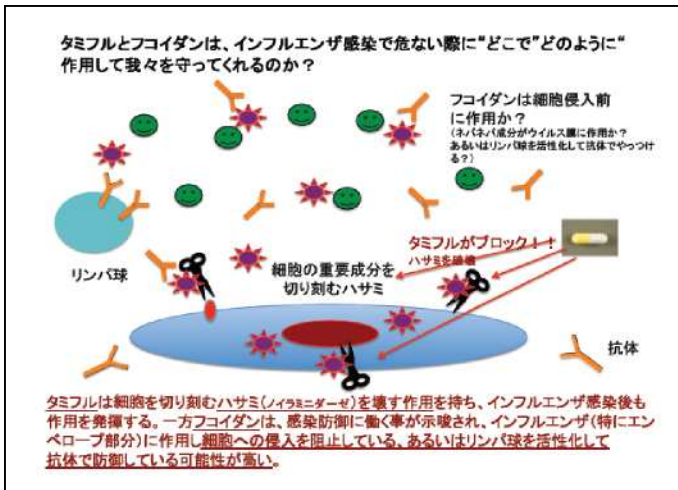 タミフルとフコイダンは、インフルエンザ感染で危ない際に“どこで”どのように“
作用して我々を守ってくれるのか？
フコイダンは細胞侵入前
に作用か？
（ネバネバ成分がウイルス膜に作用か？
あるいはリンパ球を活性化して抗体でやっつけ
る？）
タミフルがブロック！！
ハサミを破壊
リンパ球
細胞の重要成分を
切り刻むハサミ
抗体
タミフルは細胞を切り刻むハサミ（ノイラミニダーゼ）を壊す作用を持ち、インフルエンザ感染後も
作用を発揮する。一方フコイダンは、感染防御に働く事が示唆され、インフルエンザ（特にエン
ベロープ部分）に作用し細胞への侵入を阻止している、あるいはリンパ球を活性化して
抗体で防御している可能性が高い。